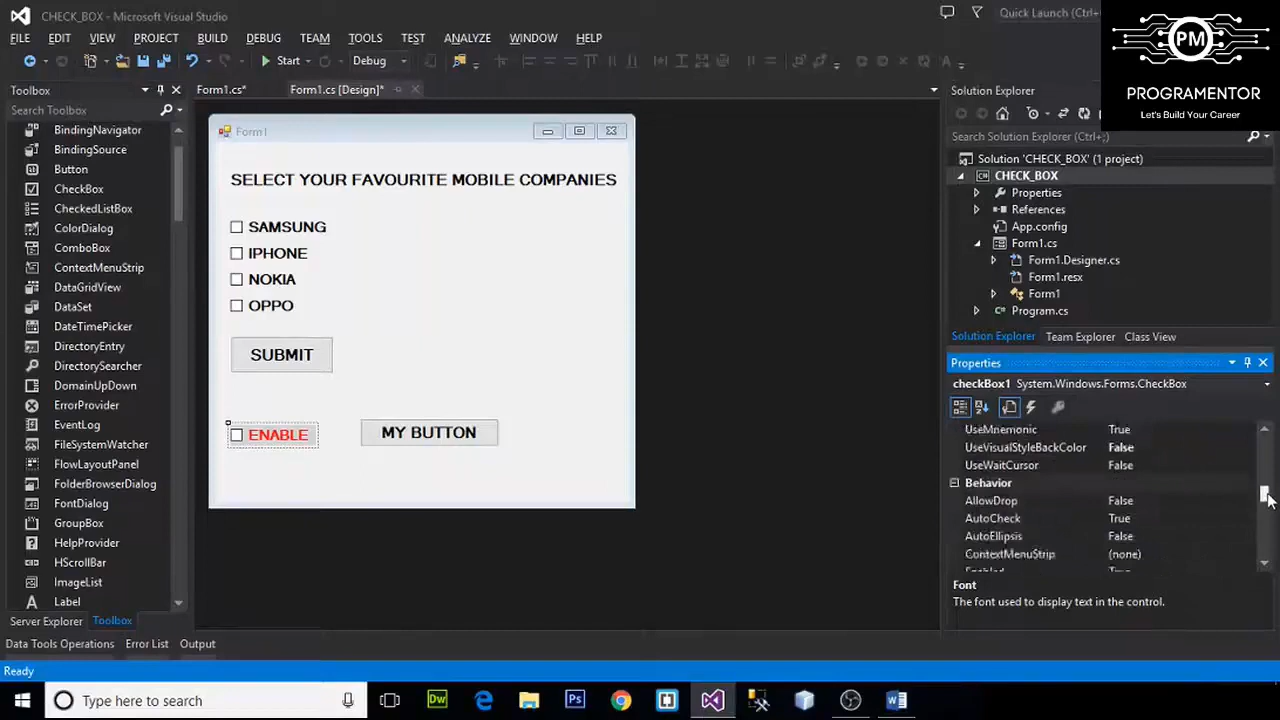 CHECK_BOX - Microsoft Visual Studio
Quick Launch (Ctrl+
FILE EDIT VIEW PROJECT BUILD DEBUG TEAM TOOLS TEST ANALYZE WINDOW HELP
Start Debug
PM
PROGRAMENTOR
Let's Build Your Career
Toolbox
Form1.cs*
Form1.cs [Design]*
Solution Explorer
Search Toolbox
Search Solution Explorer (Ctrl+;)
BindingNavigator
BindingSource
Button
CheckBox
CheckedListBox
ColorDialog
ComboBox
ContextMenuStrip
DataGridView
DataSet
DateTimePicker
DirectoryEntry
DirectorySearcher
DomainUpDown
ErrorProvider
EventLog
FileSystemWatcher
FlowLayoutPanel
FolderBrowserDialog
FontDialog
GroupBox
HelpProvider
HScrollBar
ImageList
A Label
Server Explorer Toolbox
Form1
SELECT YOUR FAVOURITE MOBILE COMPANIES
SAMSUNG
IPHONE
NOKIA
OPPO
SUBMIT
ENABLE
MY BUTTON
Solution 'CHECK_BOX' (1 project)
C# CHECK_BOX
Properties
References
App.config
Form1.cs
Form1.Designer.cs
Form1.resx
Form1
Program.cs
Solution Explorer Team Explorer Class View
Properties
checkBox1 System.Windows.Forms.CheckBox
UseMnemonic True
UseVisualStyleBackColor False
UseWaitCursor False
Behavior
AllowDrop False
AutoCheck True
AutoEllipsis False
ContextMenuStrip (none)
Enabled True
Font
The font used to display text in the control.
Data Tools Operations Error List Output
Ready
Type here to search
Dw
Ps